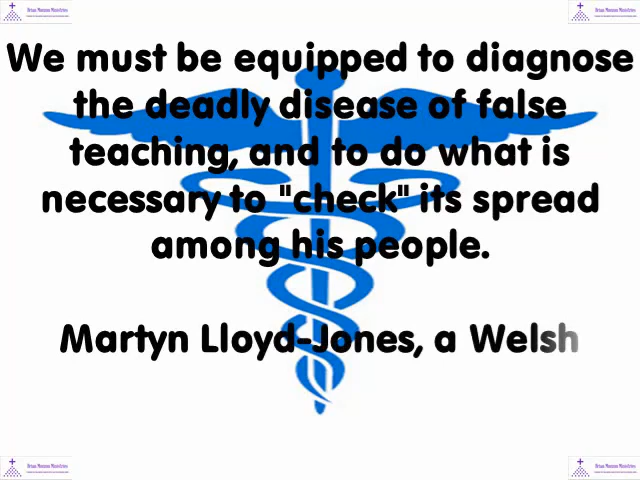 We must be equipped to diagnose
the deadly disease of false
teaching, and to do what is
necessary to "check" its spread
among his people.
Martyn Lloyd-Jones, a Welsh